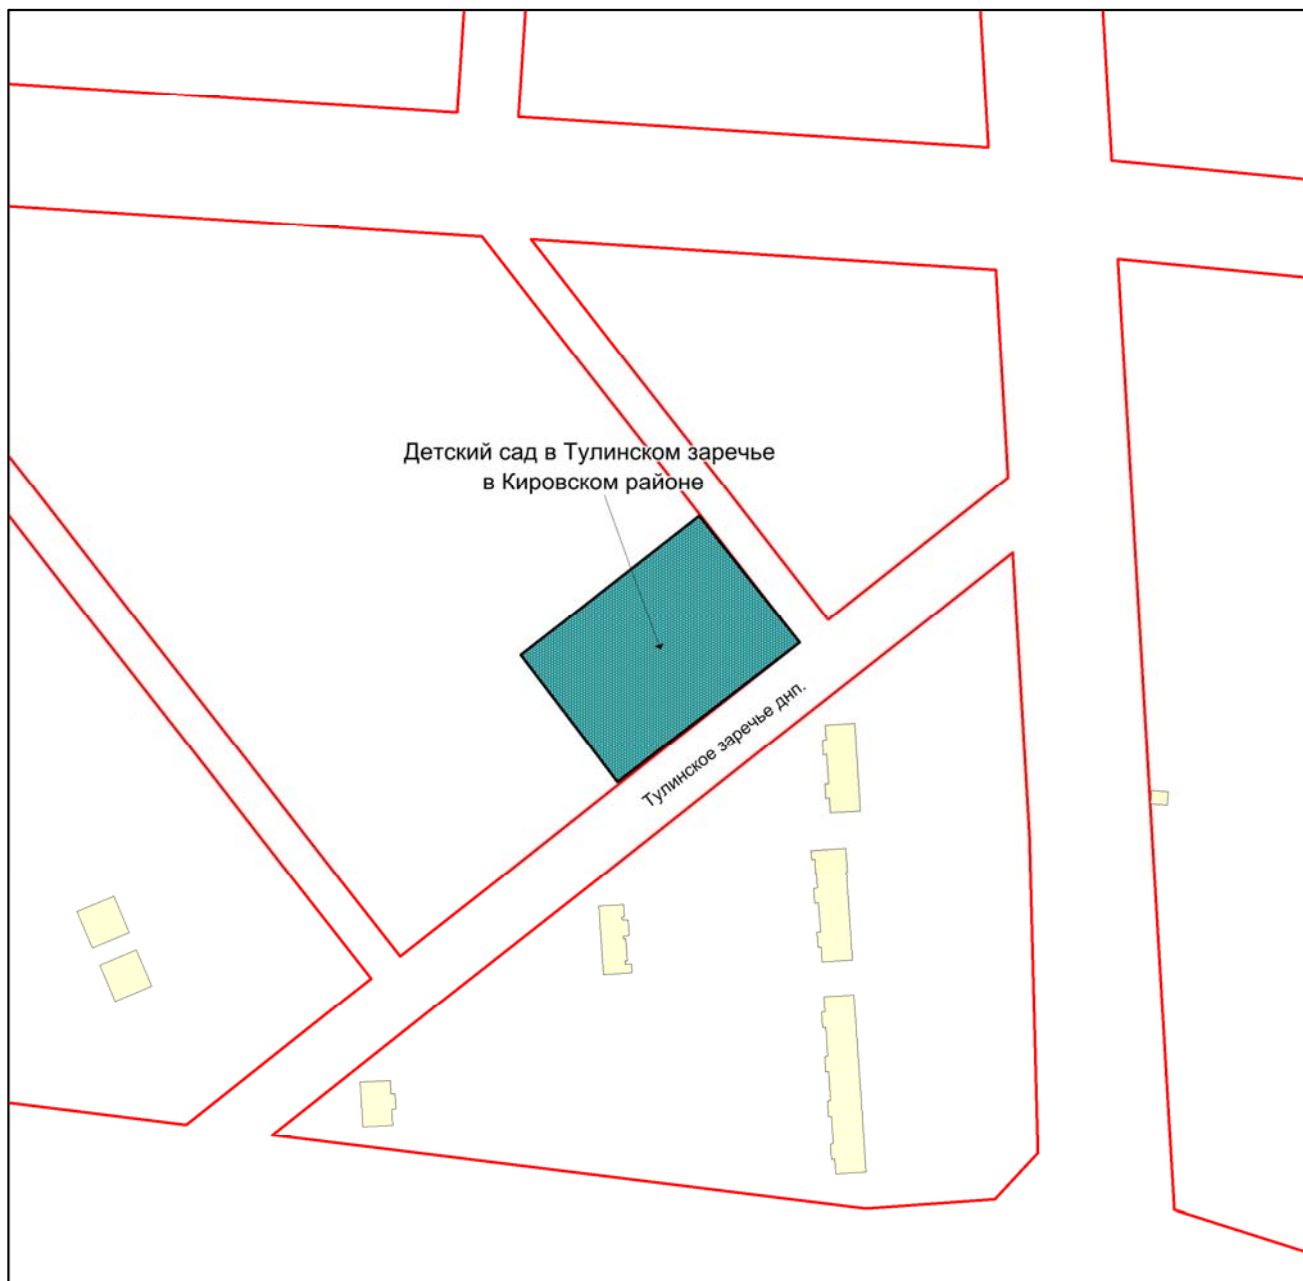 Детский сад в Тулинском заречье
в Кировском районе
Тулинское заречье днп.